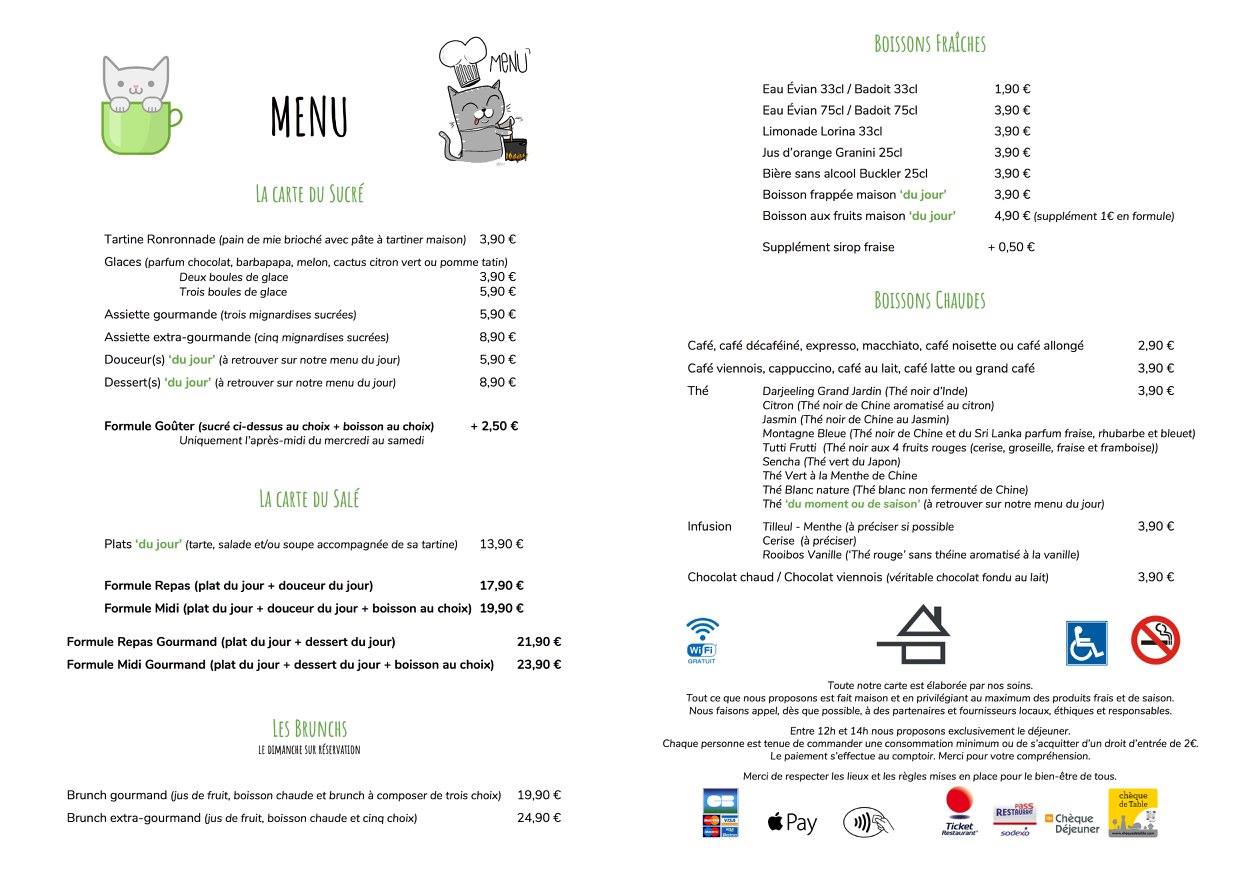 MENU
MENU
La carte du Sucré
Tartine Ronronnade (pain de mie brioché avec pâte à tartiner maison) 3,90 €
Glaces (parfum chocolat, barbapapa, melon, cactus citron vert ou pomme tatin)
Deux boules de glace 3,90 €
Trois boules de glace 5,90 €
Assiette gourmande (trois mignardises sucrées) 5,90 €
Assiette extra-gourmande (cinq mignardises sucrées) 8,90 €
Douceur(s) ‘du jour’ (à retrouver sur notre menu du jour) 5,90 €
Dessert(s) ‘du jour’ (à retrouver sur notre menu du jour) 8,90 €
Formule Goûter (sucré ci-dessus au choix + boisson au choix) + 2,50 €
Uniquement l’après-midi du mercredi au samedi
La carte du Salé
Plats ‘du jour’ (tarte, salade et/ou soupe accompagnée de sa tartine) 13,90 €
Formule Repas (plat du jour + douceur du jour) 17,90 €
Formule Midi (plat du jour + douceur du jour + boisson au choix) 19,90 €
Formule Repas Gourmand (plat du jour + dessert du jour) 21,90 €
Formule Midi Gourmand (plat du jour + dessert du jour + boisson au choix) 23,90 €
Les Brunchs
le dimanche sur réservation
Brunch gourmand (jus de fruit, boisson chaude et brunch à composer de trois choix) 19,90 €
Brunch extra-gourmande (jus de fruit, boisson chaude et cinq choix) 24,90 €
Boissons Fraîches
Eau Évian 33cl / Badoit 33cl 1,90 €
Eau Évian 75cl / Badoit 75cl 3,90 €
Limonade Lorina 33cl 3,90 €
Jus d’orange Granini 25cl 3,90 €
Bière sans alcool Buckler 25cl 3,90 €
Boisson frappée maison ‘du jour’ 3,90 €
Boisson aux fruits maison ‘du jour’ 4,90 € (supplément 1€ en formule)
Supplément sirop fraise + 0,50 €
Boissons Chaudes
Café, café décaféiné, expresso, macchiato, café noisette ou café allongé 2,90 €
Café viennois, cappuccino, café au lait, café latte ou grand café 3,90 €
Thé Darjeeling Grand Jardin (Thé noir d’Inde) 3,90 €
Citron (Thé noir de Chine aromatisé au citron)
Jasmin (Thé noir de Chine au Jasmin)
Montagne Bleue (Thé noir de Chine et du Sri Lanka parfum fraise, rhubarbe et bleuet)
Tutti Frutti (Thé noir aux 4 fruits rouges (cerise, groseille, fraise et framboise))
Sencha (Thé vert du Japon)
Thé Vert à la Menthe de Chine
Thé Blanc nature (Thé blanc non fermenté de Chine)
Thé ‘du moment ou de saison’ (à retrouver sur notre menu du jour)
Infusion Tilleul - Menthe (à préciser si possible 3,90 €
Cerise (à préciser)
Rooibos Vanille (‘Thé rouge’ sans théine aromatisé à la vanille)
Chocolat chaud / Chocolat viennois (véritable chocolat fondu au lait) 3,90 €
WiFi
GRATUIT
Toute notre carte est élaborée par nos soins.
Tout ce que nous proposons est fait maison et en privilégiant au maximum des produits frais et de saison.
Nous faisons appel, dès que possible, à des partenaires et fournisseurs locaux, éthiques et responsables.
Entre 12h et 14h nous proposons exclusivement le déjeuner.
Chaque personne est tenue de commander une consommation minimum ou de s’acquitter d’un droit d’entrée de 2€.
Le paiement s’effectue au comptoir. Merci pour votre compréhension.
Merci de respecter les lieux et les règles mises en place pour le bien-être de tous.
CB
VISA
Pay
Ticket
Restaurant
pass
RESTAURANT
sodexo
Chèque
Déjeuner
chèque
de Table